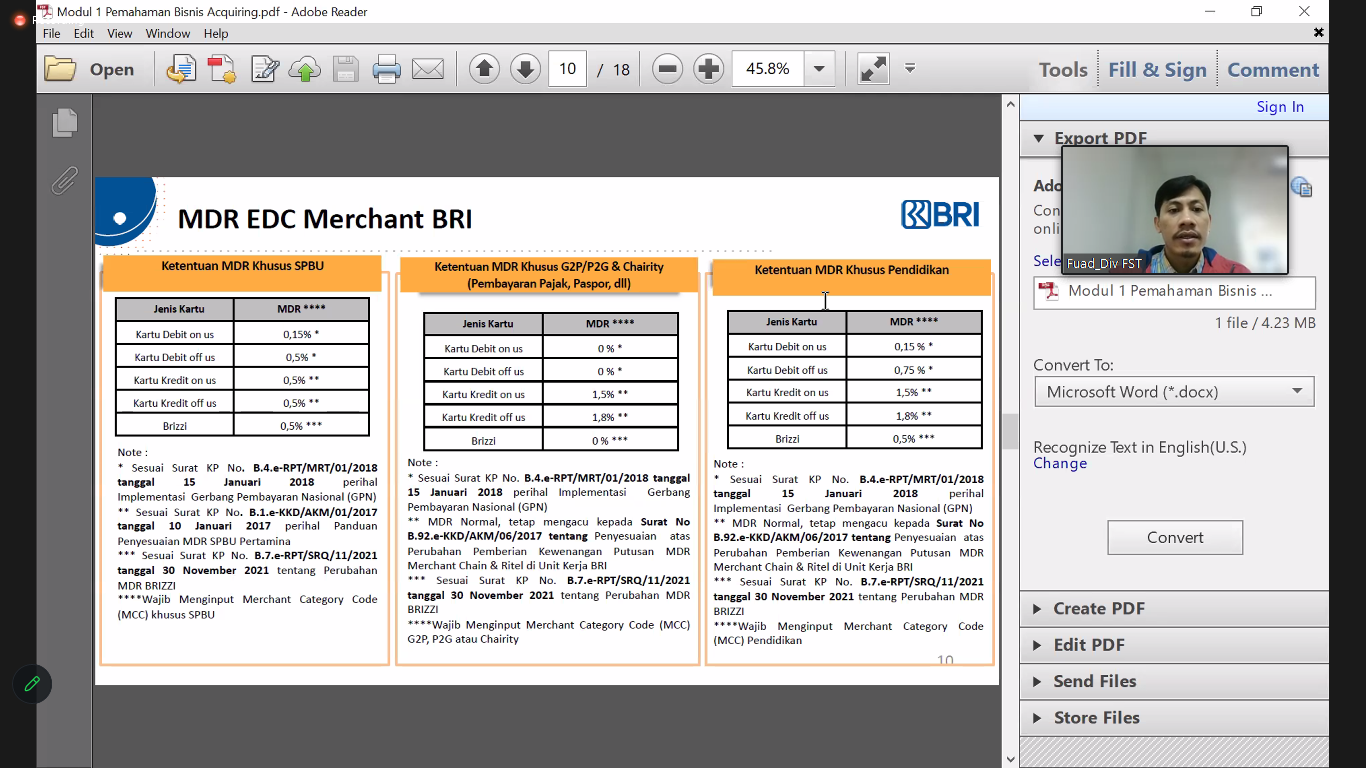 Modul 1 Pemahaman Bisnis Acquiring.pdf - Adobe Reader
File Edit View Window Help
Open
10 / 18
45.8%
Tools
Fill & Sign
Comment
Sign In
Export PDF
Ado
Con
onli
Sele
Fuad_Div FST
Modul 1 Pemahaman Bisnis ...
1 file / 4.23 MB
Convert To:
Microsoft Word (*.docx)
Recognize Text in English(U.S.)
Change
Convert
Create PDF
Edit PDF
Send Files
Store Files
MDR EDC Merchant BRI
BRI
Ketentuan MDR Khusus SPBU
Jenis Kartu MDR ****
Kartu Debit on us 0,15% *
Kartu Debit off us 0,5% *
Kartu Kredit on us 0,5% **
Kartu Kredit off us 0,5% **
Brizzi 0,5% ***
Note :
* Sesuai Surat KP No. B.4.e-RPT/MRT/01/2018
tanggal 15 Januari 2018 perihal
Implementasi Gerbang Pembayaran Nasional (GPN)
** Sesuai Surat KP No. B.1.e-KKD/AKM/01/2017
tanggal 10 Januari 2017 perihal Panduan
Penyesuaian MDR SPBU Pertamina
*** Sesuai Surat KP No. B.7.e-RPT/SRQ/11/2021
tanggal 30 November 2021 tentang Perubahan
MDR BRIZZI
****Wajib Menginput Merchant Category Code
(MCC) khusus SPBU
Ketentuan MDR Khusus G2P/P2G & Chairity
(Pembayaran Pajak, Paspor, dll)
Jenis Kartu MDR ****
Kartu Debit on us 0 % *
Kartu Debit off us 0 % *
Kartu Kredit on us 1,5% **
Kartu Kredit off us 1,8% **
Brizzi 0 % ***
Note :
* Sesuai Surat KP No. B.4.e-RPT/MRT/01/2018 tanggal
15 Januari 2018 perihal Implementasi Gerbang
Pembayaran Nasional (GPN)
** MDR Normal, tetap mengacu kepada Surat No
B.92.e-KKD/AKM/06/2017 tentang Penyesuaian atas
Perubahan Pemberian Kewenangan Putusan MDR
Merchant Chain & Ritel di Unit Kerja BRI
*** Sesuai Surat KP No. B.7.e-RPT/SRQ/11/2021
tanggal 30 November 2021 tentang Perubahan MDR
BRIZZI
****Wajib Menginput Merchant Category Code (MCC)
G2P, P2G atau Chairity
Ketentuan MDR Khusus Pendidikan
Jenis Kartu MDR ****
Kartu Debit on us 0,15 % *
Kartu Debit off us 0,75 % *
Kartu Kredit on us 1,5% **
Kartu Kredit off us 1,8% **
Brizzi 0,5% ***
Note :
* Sesuai Surat KP No. B.4.e-RPT/MRT/01/2018
tanggal 15 Januari 2018 perihal
Implementasi Gerbang Pembayaran Nasional (GPN)
** MDR Normal, tetap mengacu kepada Surat No
B.92.e-KKD/AKM/06/2017 tentang Penyesuaian atas
Perubahan Pemberian Kewenangan Putusan MDR
Merchant Chain & Ritel di Unit Kerja BRI
*** Sesuai Surat KP No. B.7.e-RPT/SRQ/11/2021
tanggal 30 November 2021 tentang Perubahan MDR
BRIZZI
****Wajib Menginput Merchant Category Code
(MCC) Pendidikan
10